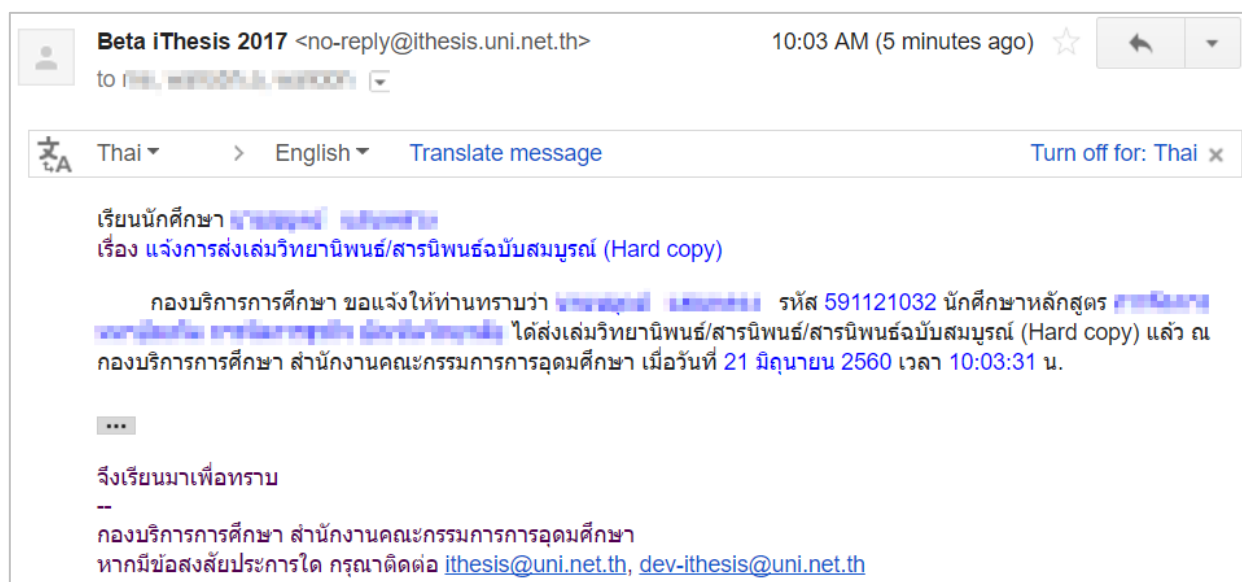 Beta iThesis 2017 <no-reply@ithesis.uni.net.th> 10:03 AM (5 minutes ago)
to
Thai > English Translate message Turn off for: Thai ×
เรียนนักศึกษา
เรื่อง แจ้งการส่งเล่มวิทยานิพนธ์/สารนิพนธ์ฉบับสมบูรณ์ (Hard copy)
กองบริการการศึกษา ขอแจ้งให้ท่านทราบว่า รหัส 591121032 นักศึกษาหลักสูตร
ได้ส่งเล่มวิทยานิพนธ์/สารนิพนธ์/สารนิพนธ์ฉบับสมบูรณ์ (Hard copy) แล้ว ณ
กองบริการการศึกษา สำนักงานคณะกรรมการการอุดมศึกษา เมื่อวันที่ 21 มิถุนายน 2560 เวลา 10:03:31 น.
จึงเรียนมาเพื่อทราบ
--
กองบริการการศึกษา สำนักงานคณะกรรมการการอุดมศึกษา
หากมีข้อสงสัยประการใด กรุณาติดต่อ ithesis@uni.net.th, dev-ithesis@uni.net.th